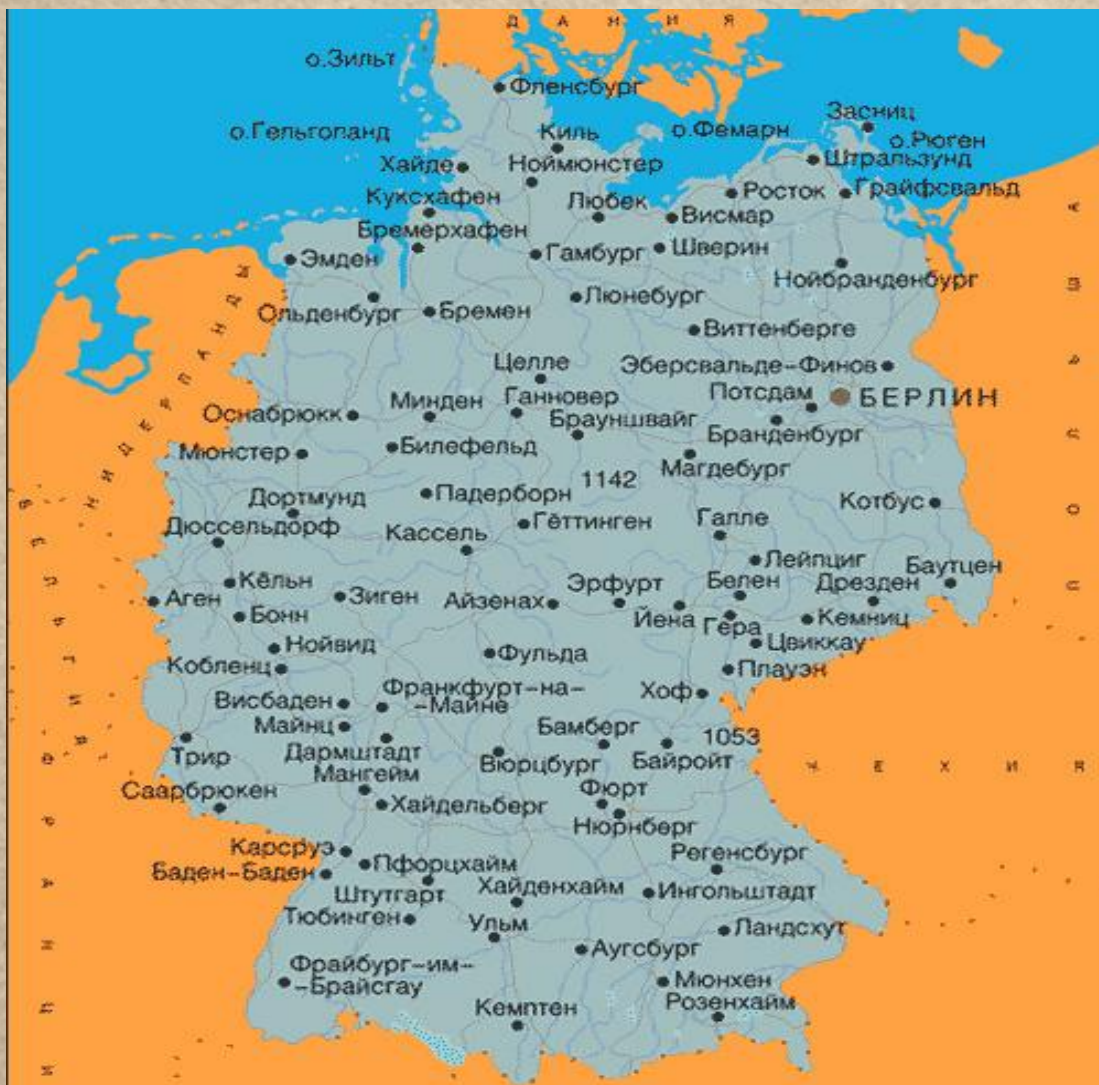 ДАНИЯ
о.Зильт
Фленсбург
Засниц
о.Гельголанд
Киль
о.Фемарн
о.Рюген
Хайде
Ноймюнстер
Штральзунд
Куксхафен
Любек
Росток
Грайфсвальд
Висмар
Бремерхафен
Гамбург
Шверин
Эмден
Нойбранденбург
Ольденбург
Бремен
Люнебург
Виттенберге
Целле
Эберсвальде-Финов
Оснабрюкк
Минден
Ганновер
Потсдам
БЕРЛИН
Брауншвайг
Бранденбург
Мюнстер
Билефельд
Магдебург
1142
НИДЕРЛАНДЫ
Дортмунд
Падерборн
Котбус
Дюссельдорф
Кассель
Гёттинген
Галле
Лейпциг
Кёльн
Эрфурт
Белен
Дрезден
Баутцен
Аген
Зиген
Айзенах
Бонн
Йена
Гера
Кемниц
Цвиккау
Нойвид
Фульда
Кобленц
Плауэн
БЕЛЬГИЯ
Висбаден
Франкфурт-на-
-Майне
Хоф
Майнц
Бамберг
1053
Трир
Дармштадт
Вюрцбург
Байройт
ЧЕХИЯ
Мангейм
Саарбрюкен
Хайдельберг
Фюрт
Нюрнберг
Карсруэ
Пфорцхайм
Регенсбург
Баден-Баден
Штутгарт
Хайденхайм
Ингольштадт
Тюбинген
Ульм
Ландсхут
Аугсбург
Фрайбург-им-
-Брайсгау
Мюнхен
Кемптен
Розенхайм